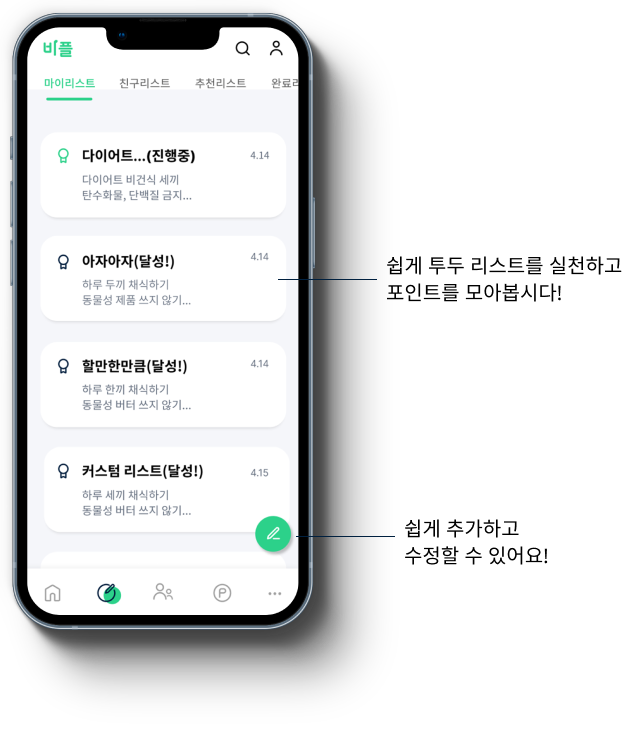 비플
마이리스트 친구리스트 추천리스트 완료리
다이어트...(진행중) 4.14
다이어트 비건식 세끼
탄수화물, 단백질 금지...
아자아자(달성!) 4.14
하루 두끼 채식하기
동물성 제품 쓰지 않기...
쉽게 투두 리스트를 실천하고
포인트를 모아봅시다!
할만한만큼(달성!) 4.14
하루 한끼 채식하기
동물성 버터 쓰지 않기...
커스텀 리스트(달성!) 4.15
하루 세끼 채식하기
동물성 버터 쓰지 않기...
쉽게 추가하고
수정할 수 있어요!
P